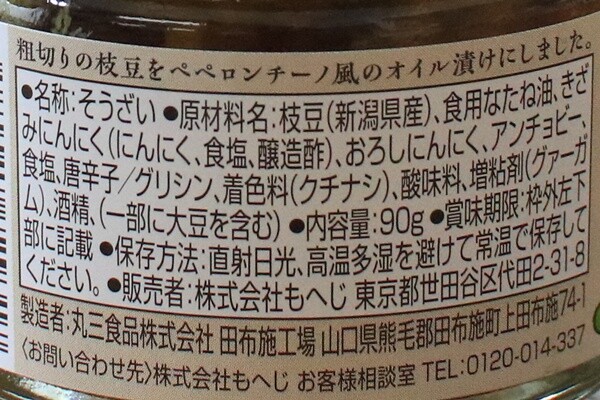 粗切りの枝豆をペペロンチーノ風のオイル漬けにしました。
●名称:そうざい ●原材料名:枝豆(新潟県産)、食用なたね油、きざ
みにんにく(にんにく、食塩、醸造酢)、おろしにんにく、アンチョビー、
食塩、唐辛子/グリシン、着色料(クチナシ)、酸味料、増粘剤(グァーガ
ム)、酒精、(一部に大豆を含む) ●内容量:90g ●賞味期限:枠外左下
部に記載 ●保存方法:直射日光、高温多湿を避けて常温で保存して
ください。 ●販売者:株式会社もへじ 東京都世田谷区代田2-31-8
製造者:丸三食品株式会社 田布施工場 山口県熊毛郡田布施町上田布施74-1
〈お問い合わせ先〉株式会社もへじ お客様相談室 TEL:0120-014-337